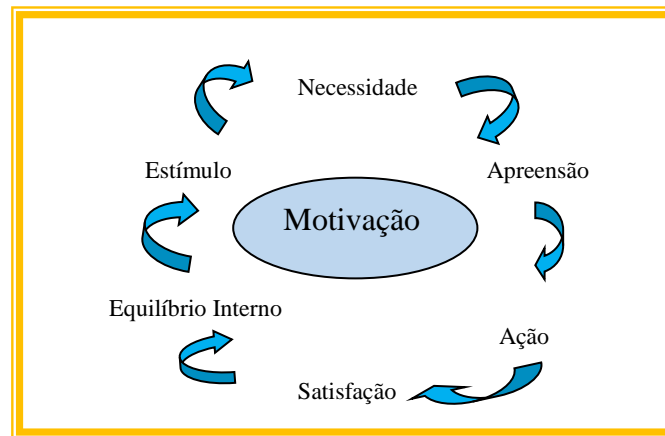 Necessidade
Estímulo
Apreensão
Motivação
Equilíbrio Interno
Ação
Satisfação